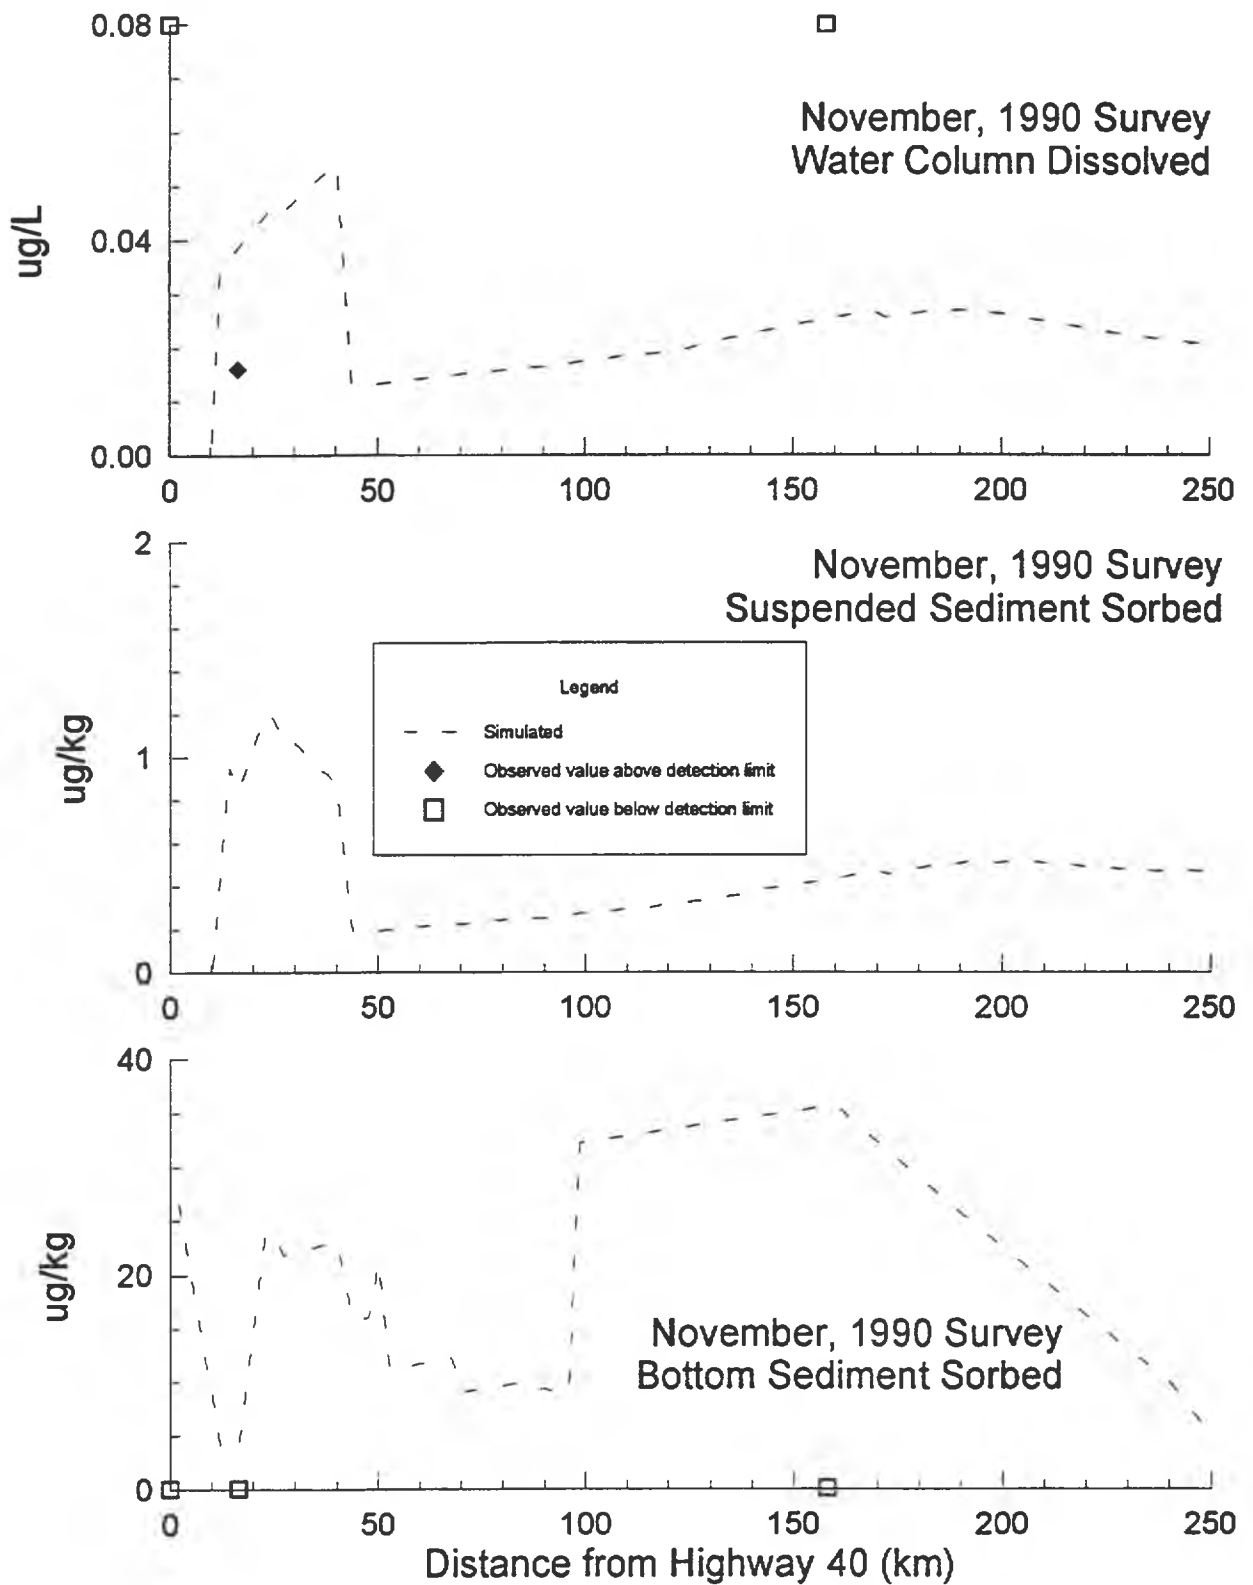 0.08
0.04
0.00
ug/L
November, 1990 Survey
Water Column Dissolved
0 50 100 150 200 250
2
1
0
ug/kg
November, 1990 Survey
Suspended Sediment Sorbed
Legend
Simulated
Observed value above detection limit
Observed value below detection limit
0 50 100 150 200 250
40
20
0
ug/kg
November, 1990 Survey
Bottom Sediment Sorbed
0 50 100 150 200 250
Distance from Highway 40 (km)